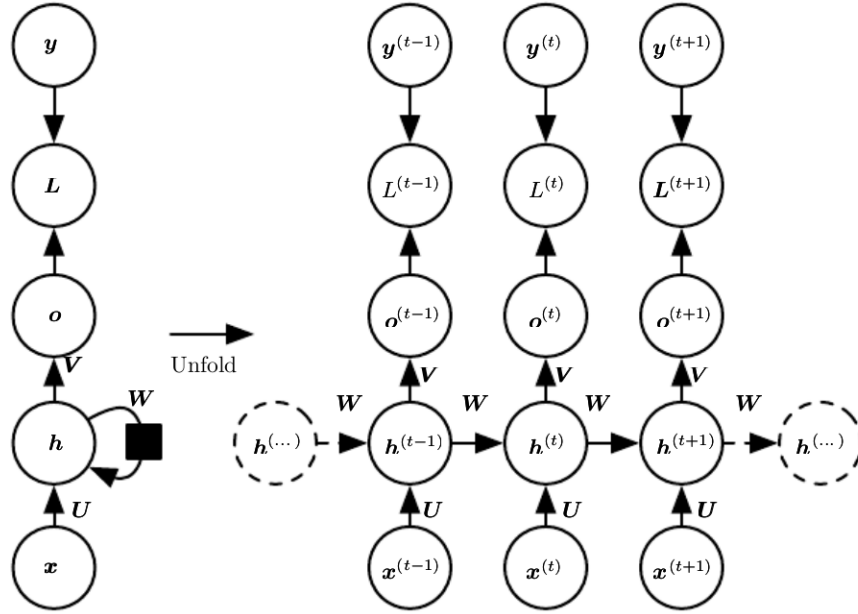 y y^(t−1) y^(t) y^(t+1)
L L^(t−1) L^(t) L^(t+1)
o o^(t−1) o^(t) o^(t+1)
Unfold
V V V V
W W W W W
h h^(...) h^(t−1) h^(t) h^(t+1) h^(...)
U U U U
x x^(t−1) x^(t) x^(t+1)